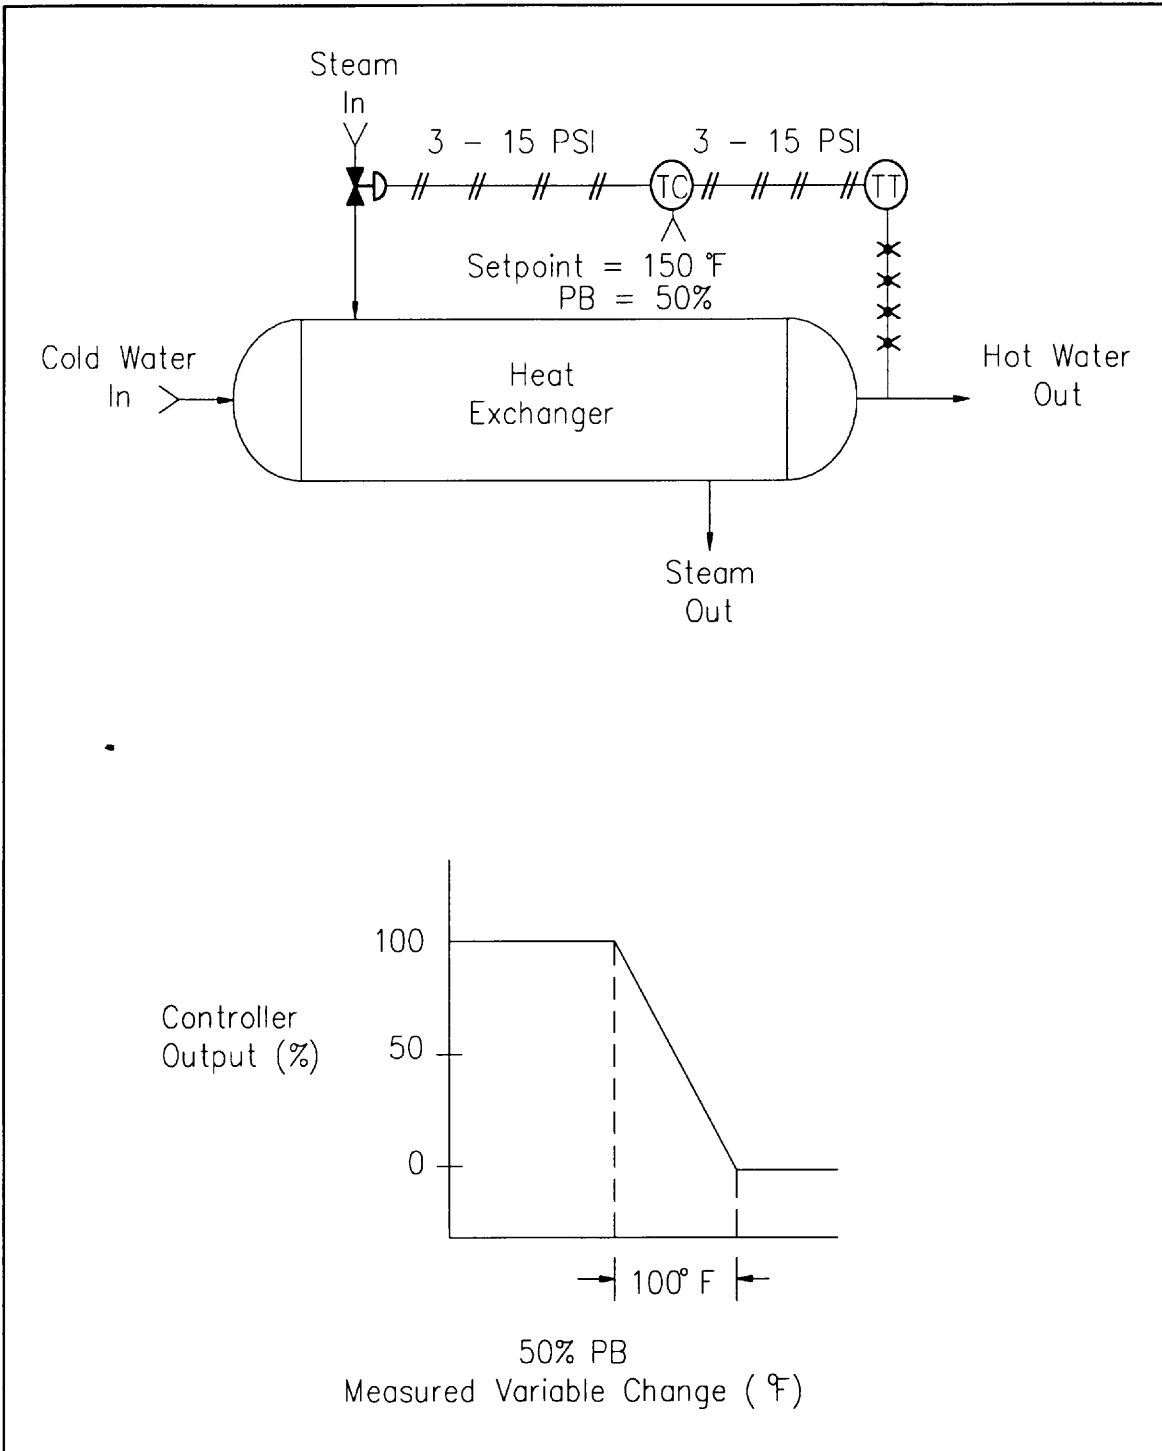 Steam
In
3 - 15 PSI
3 - 15 PSI
TC
TT
Setpoint = 150 °F
PB = 50%
Cold Water
In
Heat
Exchanger
Hot Water
Out
Steam
Out
100
Controller
Output (%)
50
0
100° F
50% PB
Measured Variable Change ( °F)